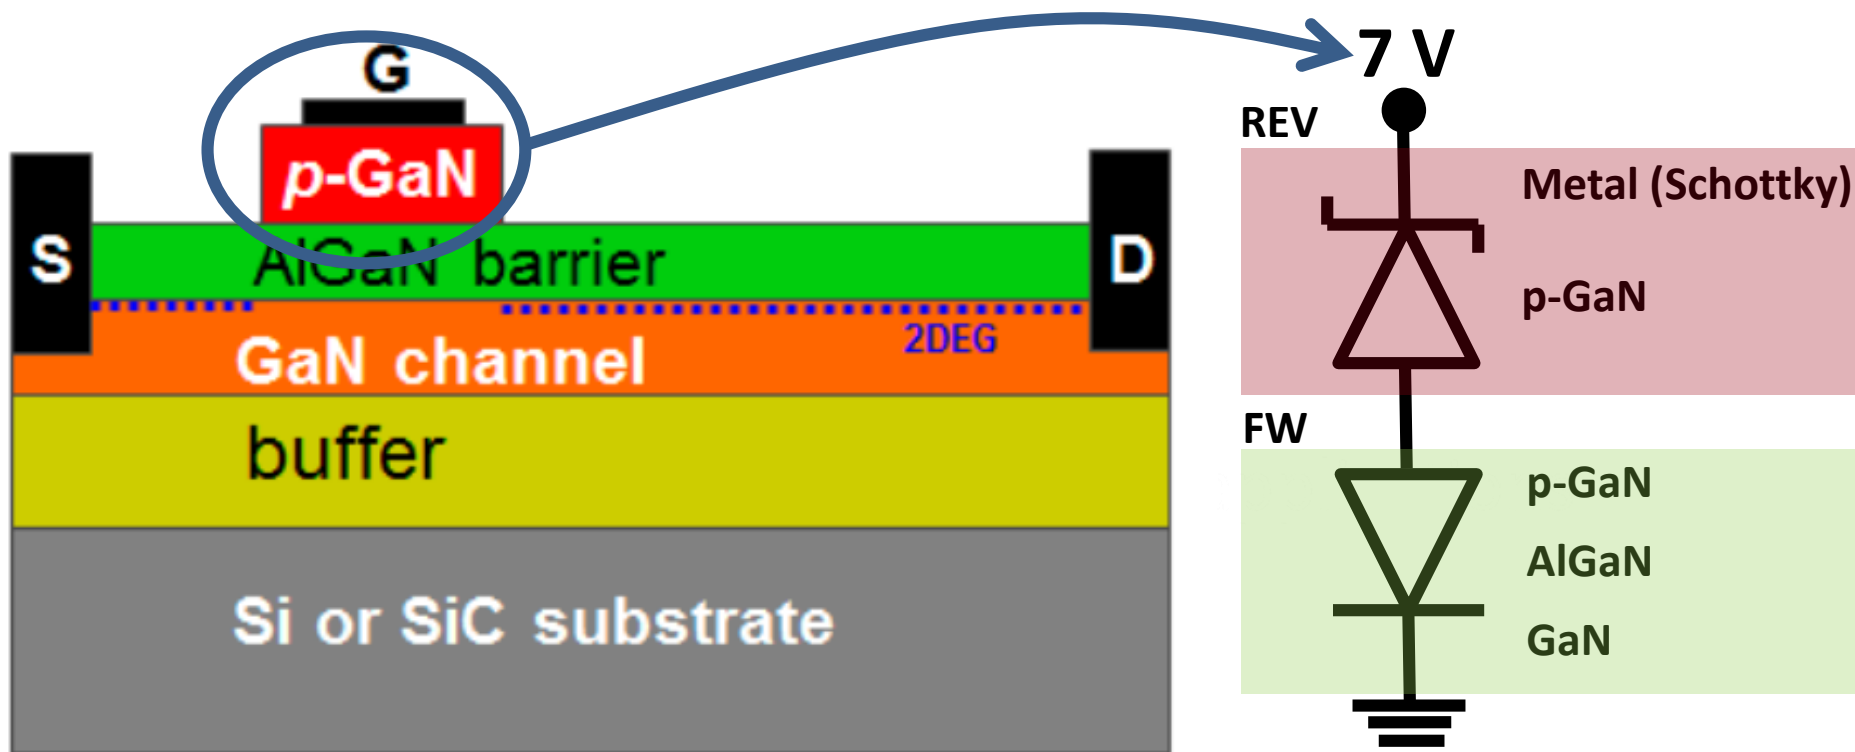 G
p-GaN
S
AlGaN barrier
D
2DEG
GaN channel
buffer
Si or SiC substrate
7 V
REV
Metal (Schottky)
p-GaN
FW
p-GaN
AlGaN
GaN